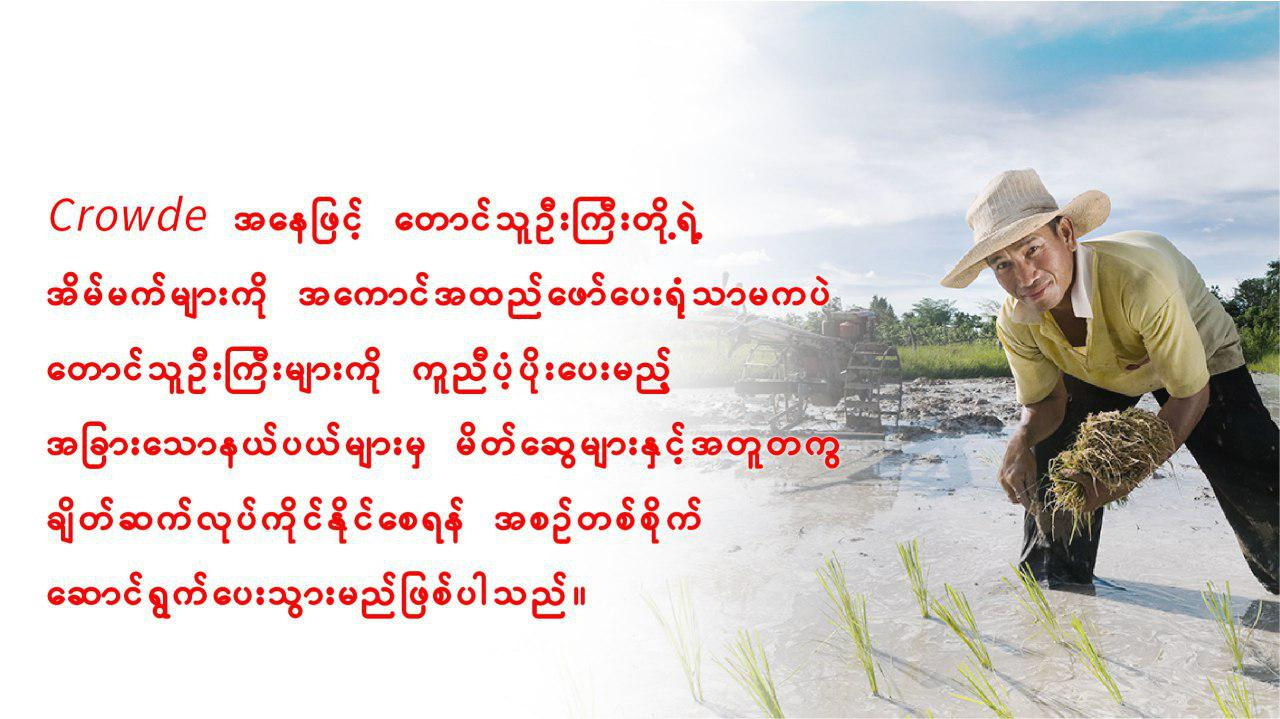 Crowde အနေဖြင့် တောင်သူဦးကြီးတို့ရဲ့
အိမ်မက်များကို အကောင်အထည်ဖော်ပေးရုံသာမကပဲ
တောင်သူဦးကြီးများကို ကူညီပံ့ပိုးပေးမည့်
အခြားသောနယ်ပယ်များမှ မိတ်ဆွေများနှင့်အတူတကွ
ချိတ်ဆက်လုပ်ကိုင်နိုင်စေရန် အစဉ်တစ်စိုက်
ဆောင်ရွက်ပေးသွားမည်ဖြစ်ပါသည်။